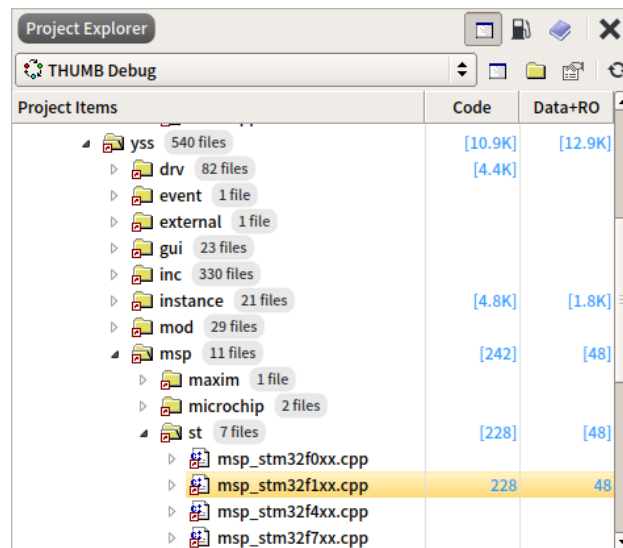 Project Explorer
THUMB Debug
Project Items Code Data+RO
yss 540 files [10.9K] [12.9K]
drv 82 files [4.4K]
event 1 file
external 1 file
gui 23 files
inc 330 files
instance 21 files [4.8K] [1.8K]
mod 29 files
msp 11 files [242] [48]
maxim 1 file
microchip 2 files
st 7 files [228] [48]
msp_stm32f0xx.cpp
msp_stm32f1xx.cpp 228 48
msp_stm32f4xx.cpp
msp_stm32f7xx.cpp